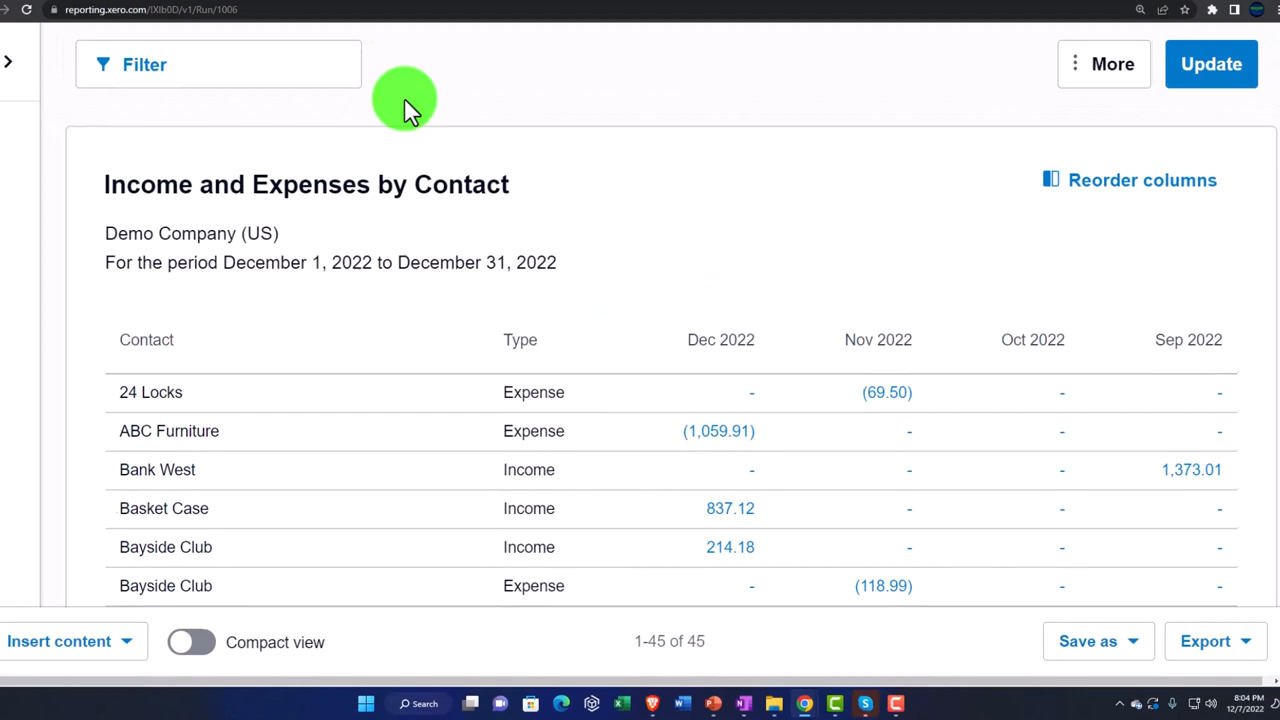 reporting.xero.com/!XIb0D/v1/Run/1006
Filter
More
Update
Income and Expenses by Contact
Reorder columns
Demo Company (US)
For the period December 1, 2022 to December 31, 2022
Contact Type Dec 2022 Nov 2022 Oct 2022 Sep 2022
24 Locks Expense - (69.50) - -
ABC Furniture Expense (1,059.91) - - -
Bank West Income - - - 1,373.01
Basket Case Income 837.12 - - -
Bayside Club Income 214.18 - - -
Bayside Club Expense - (118.99) - -
Insert content Compact view 1-45 of 45 Save as Export
Search
8:04 PM
12/7/2022